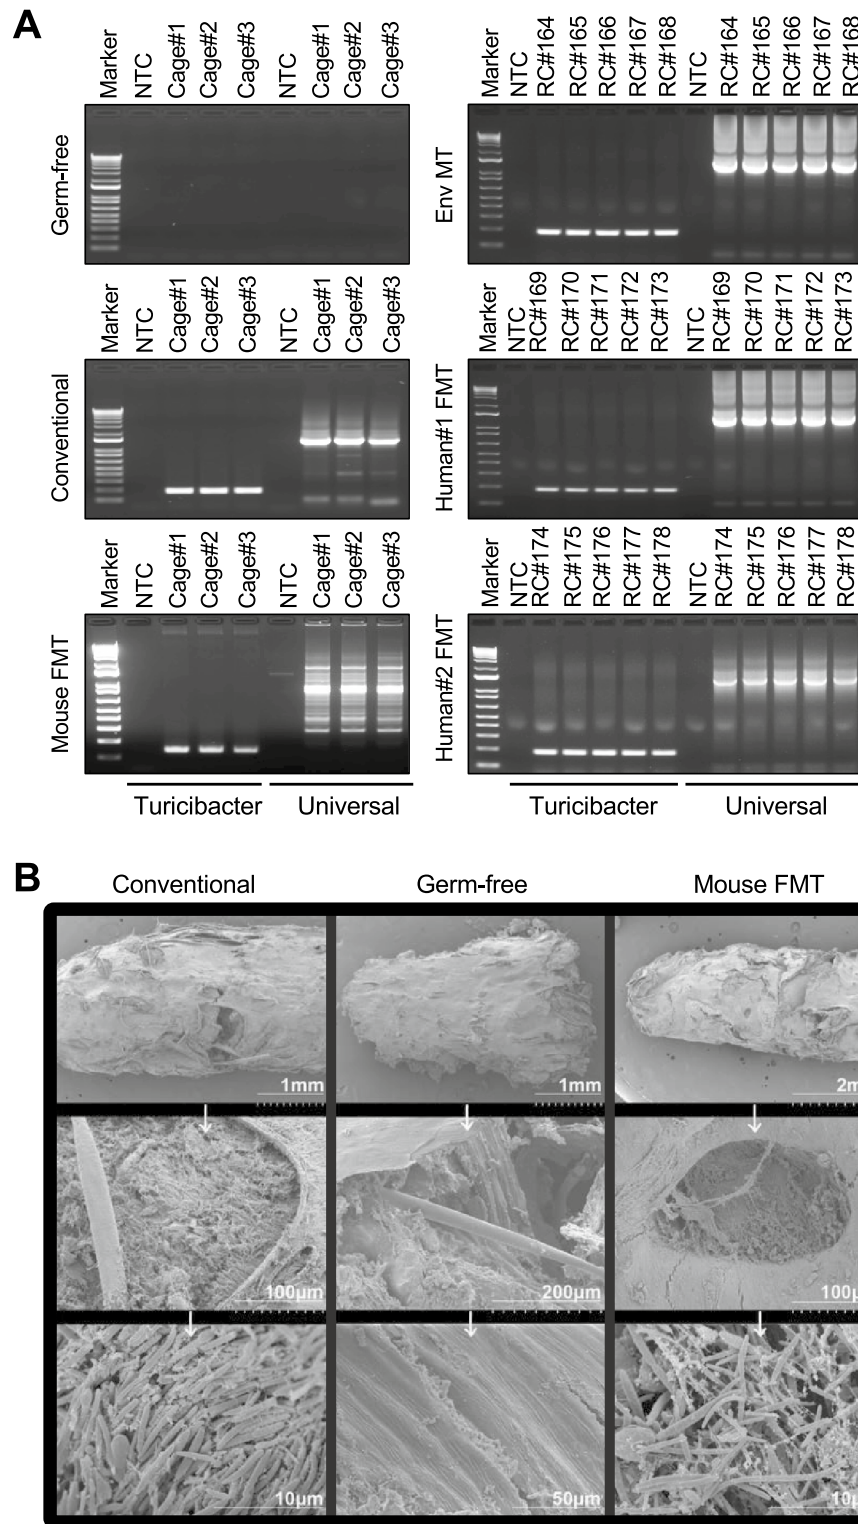 A
Marker NTC Cage#1 Cage#2 Cage#3 NTC Cage#1 Cage#2 Cage#3
Germ-free
Marker NTC Cage#1 Cage#2 Cage#3 NTC Cage#1 Cage#2 Cage#3
Conventional
Marker NTC Cage#1 Cage#2 Cage#3 NTC Cage#1 Cage#2 Cage#3
Mouse FMT
Turicibacter Universal
Marker NTC RC#164 RC#165 RC#166 RC#167 RC#168 NTC RC#164 RC#165 RC#166 RC#167 RC#168
Env MT
Marker NTC RC#169 RC#170 RC#171 RC#172 RC#173 NTC RC#169 RC#170 RC#171 RC#172 RC#173
Human#1 FMT
Marker NTC RC#174 RC#175 RC#176 RC#177 RC#178 NTC RC#174 RC#175 RC#176 RC#177 RC#178
Human#2 FMT
Turicibacter Universal
B
Conventional Germ-free Mouse FMT
1mm 1mm 2m
100μm 200μm 100μ
10μm 50μm 10μ